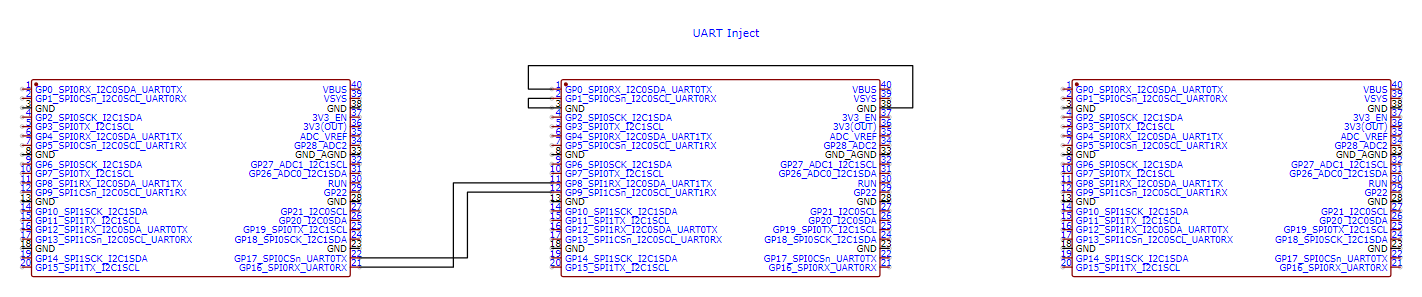 UART Inject
1 GP0_SPI0RX_I2C0SDA_UART0TX VBUS 40
2 GP1_SPI0CSn_I2C0SCL_UART0RX VSYS 39
3 GND GND 38
4 GP2_SPI0SCK_I2C1SDA 3V3_EN 37
5 GP3_SPI0TX_I2C1SCL 3V3(OUT) 36
6 GP4_SPI0RX_I2C0SDA_UART1TX ADC_VREF 35
7 GP5_SPI0CSn_I2C0SCL_UART1RX GP28_ADC2 34
8 GND GND_AGND 33
9 GP6_SPI0SCK_I2C1SDA GP27_ADC1_I2C1SCL 32
10 GP7_SPI0TX_I2C1SCL GP26_ADC0_I2C1SDA 31
11 GP8_SPI1RX_I2C0SDA_UART1TX RUN 30
12 GP9_SPI1CSn_I2C0SCL_UART1RX GP22 29
13 GND GND 28
14 GP10_SPI1SCK_I2C1SDA GP21_I2C0SCL 27
15 GP11_SPI1TX_I2C1SCL GP20_I2C0SDA 26
16 GP12_SPI1RX_I2C0SDA_UART0TX GP19_SPI0TX_I2C1SCL 25
17 GP13_SPI1CSn_I2C0SCL_UART0RX GP18_SPI0SCK_I2C1SDA 24
18 GND GND 23
19 GP14_SPI1SCK_I2C1SDA GP17_SPI0CSn_UART0TX 22
20 GP15_SPI1TX_I2C1SCL GP16_SPI0RX_UART0RX 21
1 GP0_SPI0RX_I2C0SDA_UART0TX VBUS 40
2 GP1_SPI0CSn_I2C0SCL_UART0RX VSYS 39
3 GND GND 38
4 GP2_SPI0SCK_I2C1SDA 3V3_EN 37
5 GP3_SPI0TX_I2C1SCL 3V3(OUT) 36
6 GP4_SPI0RX_I2C0SDA_UART1TX ADC_VREF 35
7 GP5_SPI0CSn_I2C0SCL_UART1RX GP28_ADC2 34
8 GND GND_AGND 33
9 GP6_SPI0SCK_I2C1SDA GP27_ADC1_I2C1SCL 32
10 GP7_SPI0TX_I2C1SCL GP26_ADC0_I2C1SDA 31
11 GP8_SPI1RX_I2C0SDA_UART1TX RUN 30
12 GP9_SPI1CSn_I2C0SCL_UART1RX GP22 29
13 GND GND 28
14 GP10_SPI1SCK_I2C1SDA GP21_I2C0SCL 27
15 GP11_SPI1TX_I2C1SCL GP20_I2C0SDA 26
16 GP12_SPI1RX_I2C0SDA_UART0TX GP19_SPI0TX_I2C1SCL 25
17 GP13_SPI1CSn_I2C0SCL_UART0RX GP18_SPI0SCK_I2C1SDA 24
18 GND GND 23
19 GP14_SPI1SCK_I2C1SDA GP17_SPI0CSn_UART0TX 22
20 GP15_SPI1TX_I2C1SCL GP16_SPI0RX_UART0RX 21
1 GP0_SPI0RX_I2C0SDA_UART0TX VBUS 40
2 GP1_SPI0CSn_I2C0SCL_UART0RX VSYS 39
3 GND GND 38
4 GP2_SPI0SCK_I2C1SDA 3V3_EN 37
5 GP3_SPI0TX_I2C1SCL 3V3(OUT) 36
6 GP4_SPI0RX_I2C0SDA_UART1TX ADC_VREF 35
7 GP5_SPI0CSn_I2C0SCL_UART1RX GP28_ADC2 34
8 GND GND_AGND 33
9 GP6_SPI0SCK_I2C1SDA GP27_ADC1_I2C1SCL 32
10 GP7_SPI0TX_I2C1SCL GP26_ADC0_I2C1SDA 31
11 GP8_SPI1RX_I2C0SDA_UART1TX RUN 30
12 GP9_SPI1CSn_I2C0SCL_UART1RX GP22 29
13 GND GND 28
14 GP10_SPI1SCK_I2C1SDA GP21_I2C0SCL 27
15 GP11_SPI1TX_I2C1SCL GP20_I2C0SDA 26
16 GP12_SPI1RX_I2C0SDA_UART0TX GP19_SPI0TX_I2C1SCL 25
17 GP13_SPI1CSn_I2C0SCL_UART0RX GP18_SPI0SCK_I2C1SDA 24
18 GND GND 23
19 GP14_SPI1SCK_I2C1SDA GP17_SPI0CSn_UART0TX 22
20 GP15_SPI1TX_I2C1SCL GP16_SPI0RX_UART0RX 21